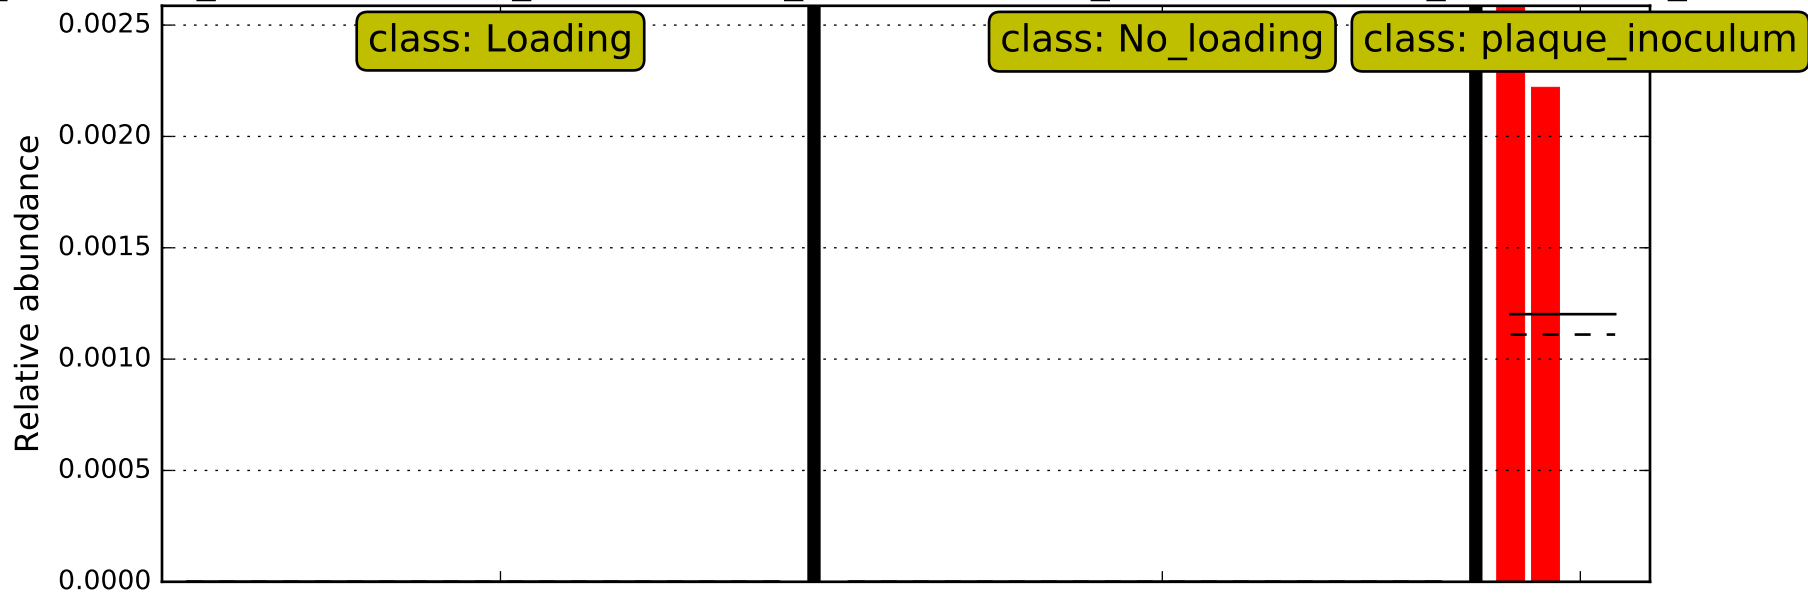 class: Loading
class: No_loading
class: plaque_inoculum
Relative abundance
0.0025
0.0020
0.0015
0.0010
0.0005
0.0000